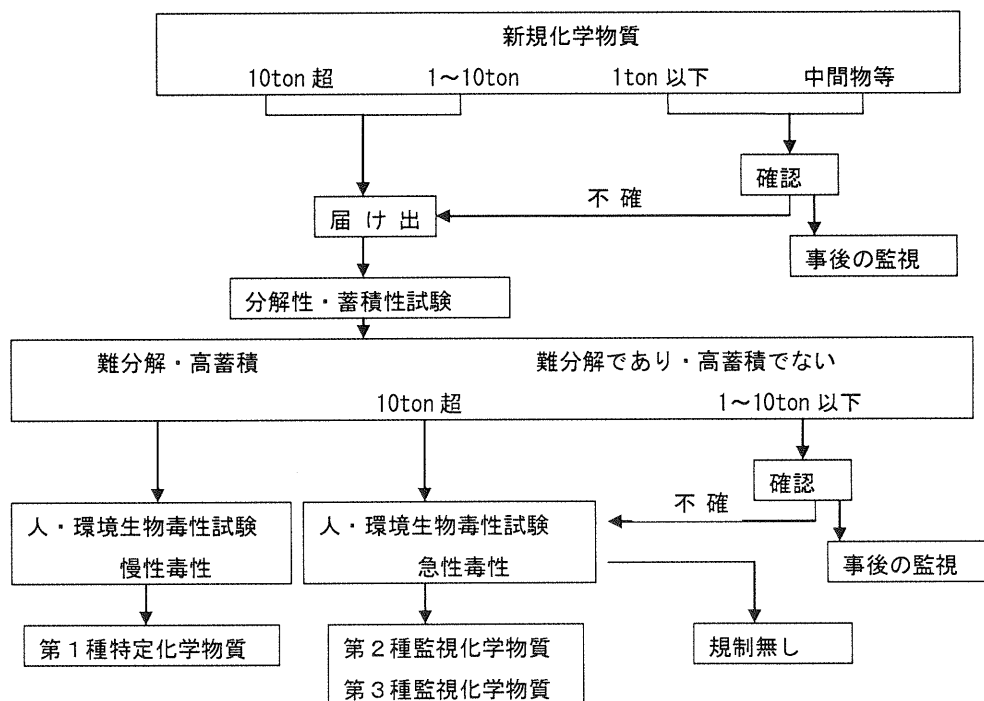 新規化学物質
10ton 超 1～10ton 1ton 以下 中間物等
確認
不 確
届 け 出
事後の監視
分解性・蓄積性試験
難分解・高蓄積 難分解であり・高蓄積でない
10ton 超 1～10ton 以下
確認
不 確
人・環境生物毒性試験
慢性毒性
人・環境生物毒性試験
急性毒性
事後の監視
第１種特定化学物質
第２種監視化学物質
第３種監視化学物質
規制無し